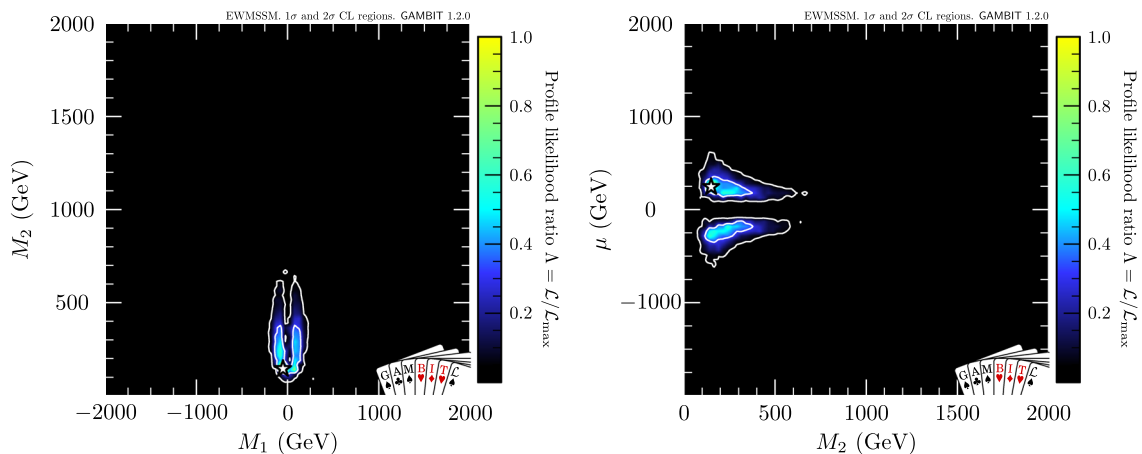 EWMSSM. 1σ and 2σ CL regions. GAMBIT 1.2.0
2000
1500
1000
500
M₂ (GeV)
−2000
−1000
0
1000
2000
M₁ (GeV)
1.0
0.8
0.6
0.4
0.2
Profile likelihood ratio Λ = ℒ/ℒmax
G A M B I T ℒ
EWMSSM. 1σ and 2σ CL regions. GAMBIT 1.2.0
2000
1000
0
−1000
μ (GeV)
0
500
1000
1500
2000
M₂ (GeV)
1.0
0.8
0.6
0.4
0.2
Profile likelihood ratio Λ = ℒ/ℒmax
G A M B I T ℒ